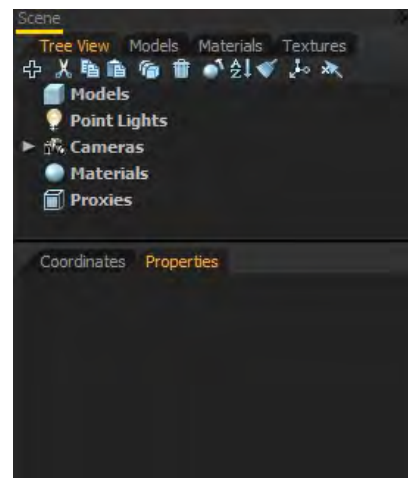 Scene
Tree View Models Materials Textures
Models
Point Lights
Cameras
Materials
Proxies
Coordinates Properties